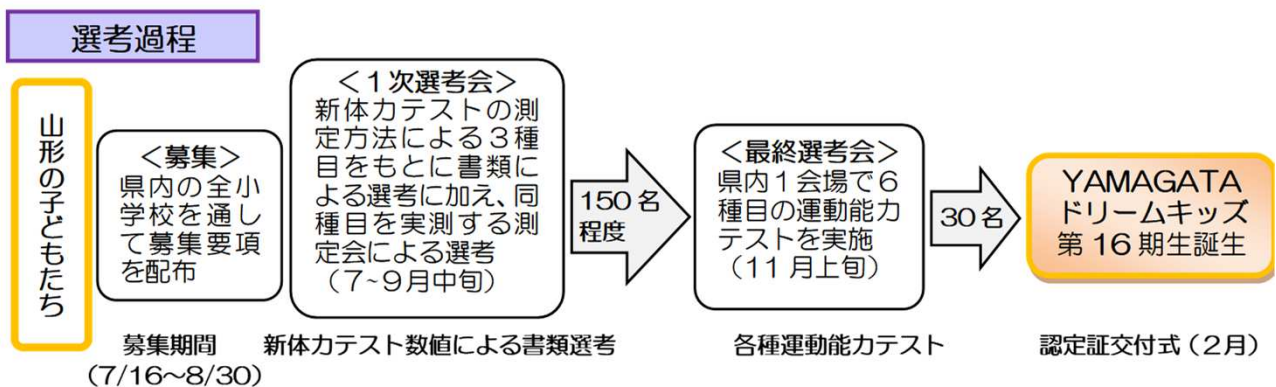 選考過程
山形の子どもたち
＜募集＞
県内の全小
学校を通し
て募集要項
を配布
募集期間
(7/16～8/30)
＜１次選考会＞
新体力テストの測
定方法による３種
目をもとに書類に
よる選考に加え、同
種目を実測する測
定会による選考
（7~９月中旬）
新体力テスト数値による書類選考
150名
程度
＜最終選考会＞
県内１会場で６
種目の運動能力
テストを実施
（11月上旬）
各種運動能力テスト
30名
YAMAGATA
ドリームキッズ
第16期生誕生
認定証交付式（２月）